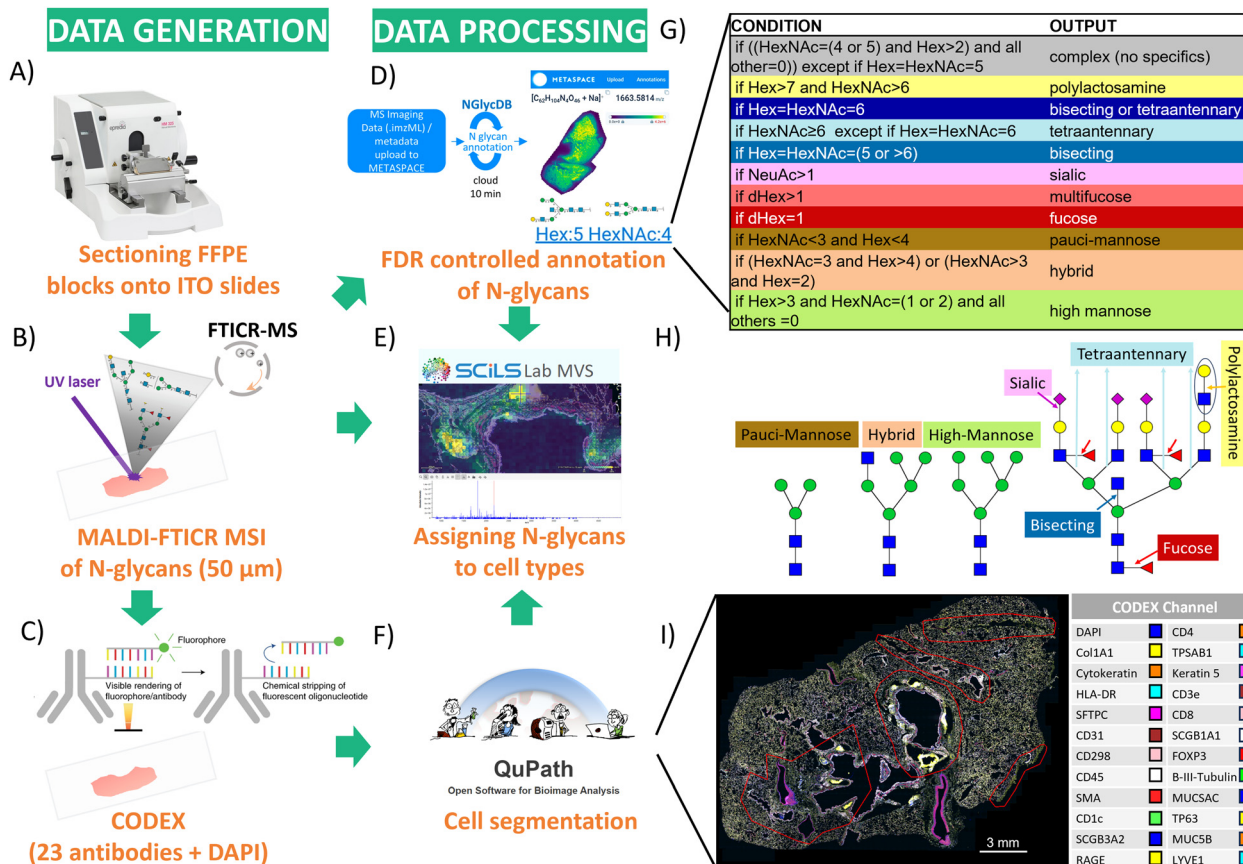 DATA GENERATION
DATA PROCESSING
A)
Sectioning FFPE
blocks onto ITO slides
B)
FTICR-MS
UV laser
MALDI-FTICR MSI
of N-glycans (50 µm)
C)
Fluorophore
Visible rendering of
fluorophore/antibody
Chemical stripping of
fluorescent oligonucleotide
CODEX
(23 antibodies + DAPI)
D)
MS Imaging
Data (.imzML) /
metadata
upload to
METASPACE
NGlycDB
N glycan
annotation
cloud
10 min
METASPACE Upload Annotations
[C₆₂H₁₀₄N₄O₄₆ + Na]⁺ 1663.5814 m/z
Hex:5 HexNAc:4
FDR controlled annotation
of N-glycans
E)
SCiLS Lab MVS
Assigning N-glycans
to cell types
F)
QuPath
Open Software for Bioimage Analysis
Cell segmentation
G)
CONDITION OUTPUT
if ((HexNAc=(4 or 5) and Hex>2) and all
other=0)) except if Hex=HexNAC=5 complex (no specifics)
if Hex>7 and HexNAc>6 polylactosamine
if Hex=HexNAc=6 bisecting or tetraantennary
if HexNAc≥6 except if Hex=HexNAc=6 tetraantennary
if Hex=HexNAc=(5 or >6) bisecting
if NeuAc>1 sialic
if dHex>1 multifucose
if dHex=1 fucose
if HexNAc<3 and Hex<4 pauci-mannose
if (HexNAc=3 and Hex>4) or (HexNAc>3
and Hex=2) hybrid
if Hex>3 and HexNAc=(1 or 2) and all
others =0 high mannose
H)
Pauci-Mannose
Hybrid
High-Mannose
Sialic
Tetraantennary
Polylactosamine
Bisecting
Fucose
I)
3 mm
CODEX Channel
DAPI CD4
Col1A1 TPSAB1
Cytokeratin Keratin 5
HLA-DR CD3e
SFTPC CD8
CD31 SCGB1A1
CD298 FOXP3
CD45 B-III-Tubulin
SMA MUC5AC
CD1c TP63
SCGB3A2 MUC5B
RAGE LYVE1